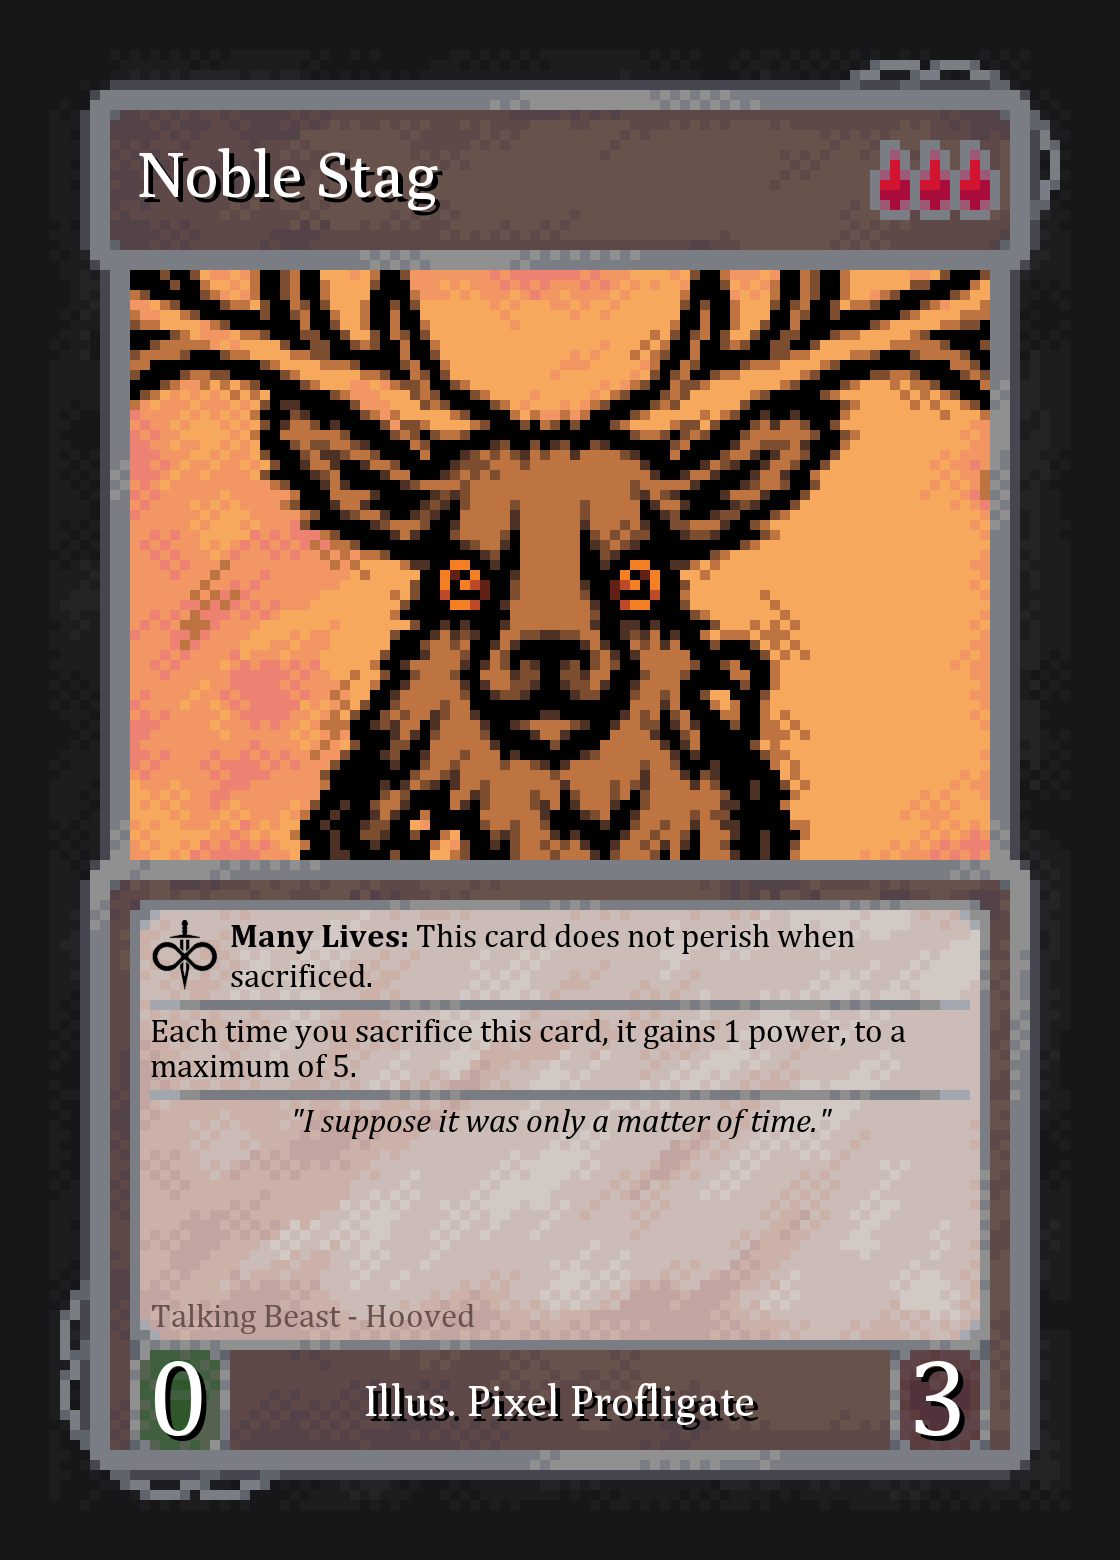 Noble Stag
Many Lives: This card does not perish when
sacrificed.
Each time you sacrifice this card, it gains 1 power, to a
maximum of 5.
"I suppose it was only a matter of time."
Talking Beast - Hooved
0
Illus. Pixel Profligate
3